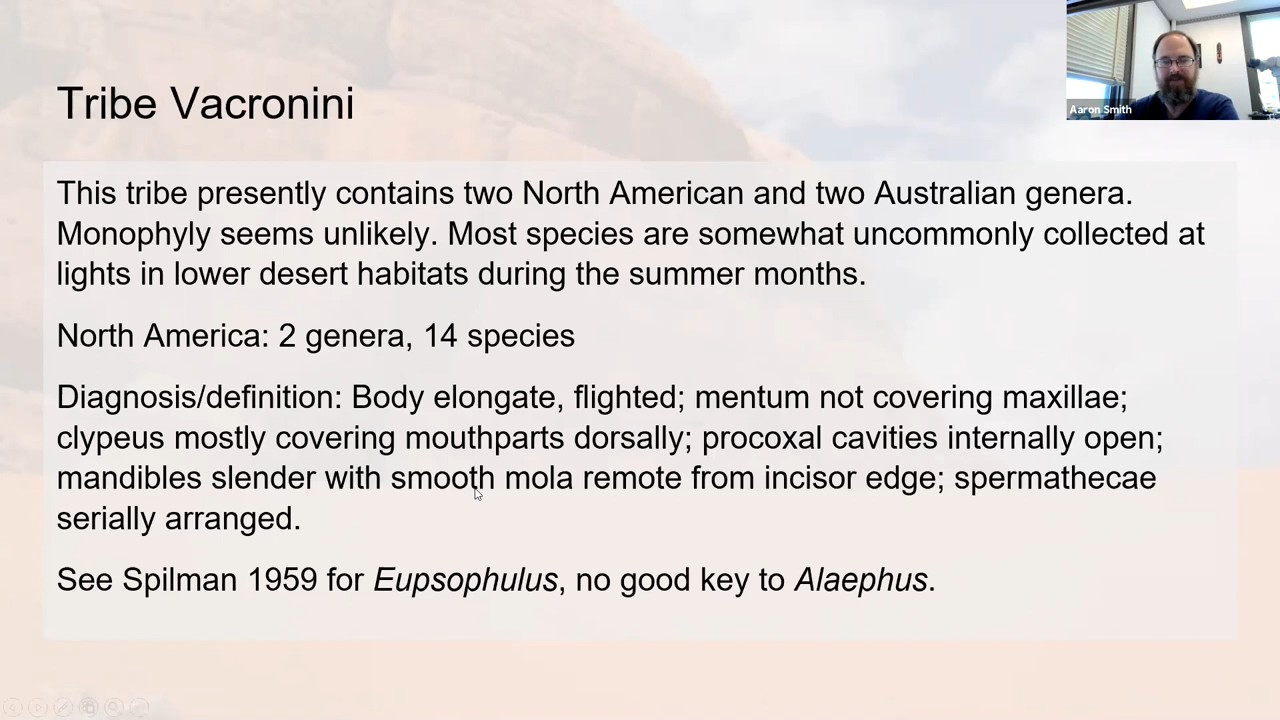 Tribe Vacronini
Aaron Smith
This tribe presently contains two North American and two Australian genera.
Monophyly seems unlikely. Most species are somewhat uncommonly collected at
lights in lower desert habitats during the summer months.
North America: 2 genera, 14 species
Diagnosis/definition: Body elongate, flighted; mentum not covering maxillae;
clypeus mostly covering mouthparts dorsally; procoxal cavities internally open;
mandibles slender with smooth mola remote from incisor edge; spermathecae
serially arranged.
See Spilman 1959 for Eupsophulus, no good key to Alaephus.